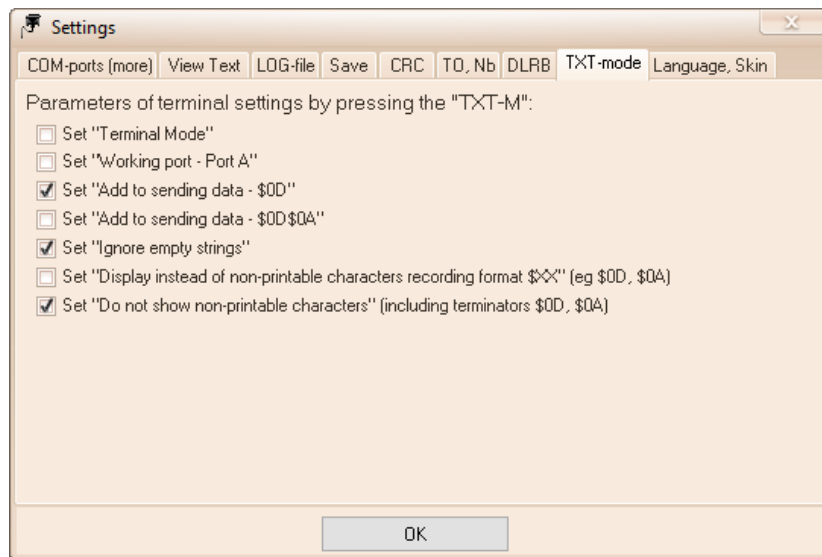 Settings
COM-ports (more) View Text LOG-file Save CRC TO, Nb DLRB TXT-mode Language, Skin
Parameters of terminal settings by pressing the "TXT-M":
Set "Terminal Mode"
Set "Working port - Port A"
Set "Add to sending data - $0D"
Set "Add to sending data - $0D$0A"
Set "Ignore empty strings"
Set "Display instead of non-printable characters recording format $XX" (eg $0D, $0A)
Set "Do not show non-printable characters" (including terminators $0D, $0A)
OK